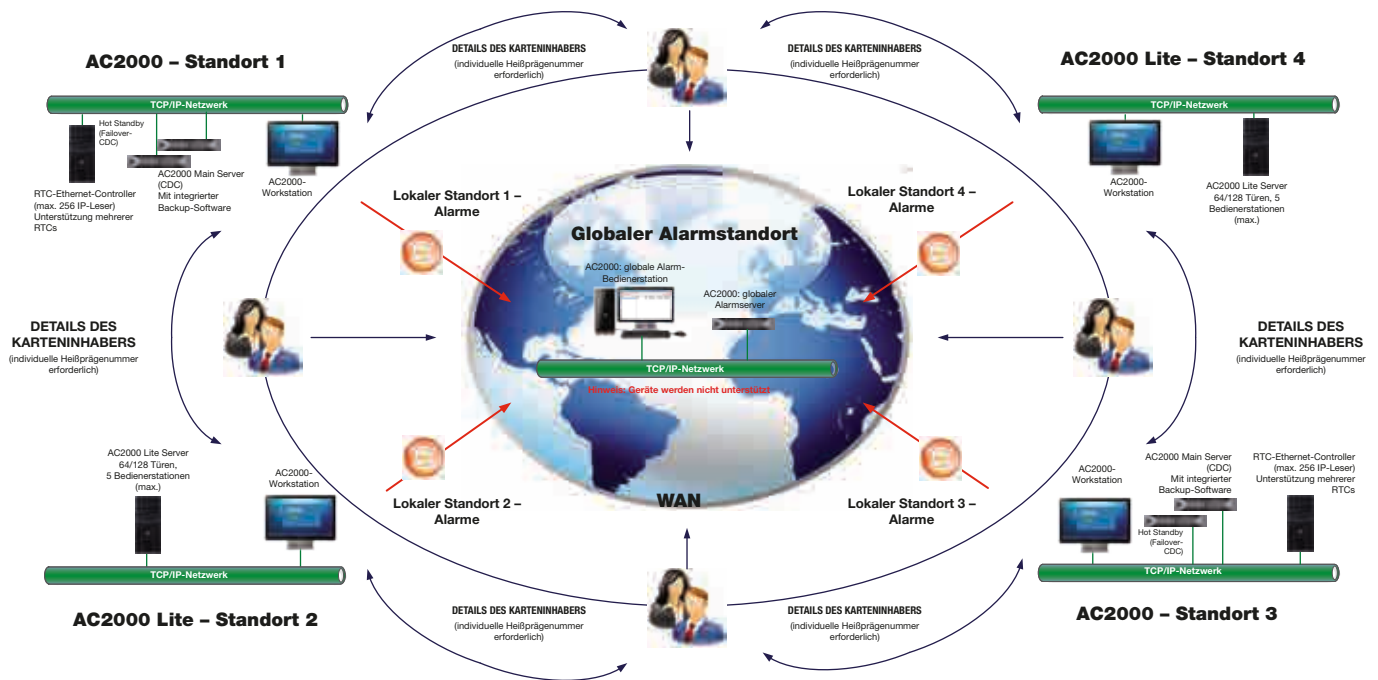 DETAILS DES KARTENINHABERS
(individuelle Heißprägenummer
erforderlich)
DETAILS DES KARTENINHABERS
(individuelle Heißprägenummer
erforderlich)
AC2000 – Standort 1
TCP/IP-Netzwerk
Hot Standby
(Failover-
CDC)
RTC-Ethernet-Controller
(max. 256 IP-Leser)
Unterstützung mehrerer
RTCs
AC2000 Main Server
(CDC)
Mit integrierter
Backup-Software
AC2000-
Workstation
AC2000 Lite – Standort 4
TCP/IP-Netzwerk
AC2000-
Workstation
AC2000 Lite Server
64/128 Türen, 5
Bedienerstationen
(max.)
Lokaler Standort 1 –
Alarme
Lokaler Standort 4 –
Alarme
Globaler Alarmstandort
AC2000: globale Alarm-
Bedienerstation
AC2000: globaler
Alarmserver
TCP/IP-Netzwerk
Hinweis: Geräte werden nicht unterstützt
DETAILS DES
KARTENINHABERS
(individuelle Heißprägenummer
erforderlich)
DETAILS DES
KARTENINHABERS
(individuelle Heißprägenummer
erforderlich)
AC2000 Lite Server
64/128 Türen,
5 Bedienerstationen
(max.)
AC2000-
Workstation
TCP/IP-Netzwerk
AC2000 Lite – Standort 2
Lokaler Standort 2 –
Alarme
WAN
Lokaler Standort 3 –
Alarme
AC2000-
Workstation
AC2000 Main Server
(CDC)
Mit integrierter
Backup-Software
Hot Standby
(Failover-
CDC)
RTC-Ethernet-Controller
(max. 256 IP-Leser)
Unterstützung mehrerer
RTCs
TCP/IP-Netzwerk
AC2000 – Standort 3
DETAILS DES KARTENINHABERS
(individuelle Heißprägenummer
erforderlich)
DETAILS DES KARTENINHABERS
(individuelle Heißprägenummer
erforderlich)